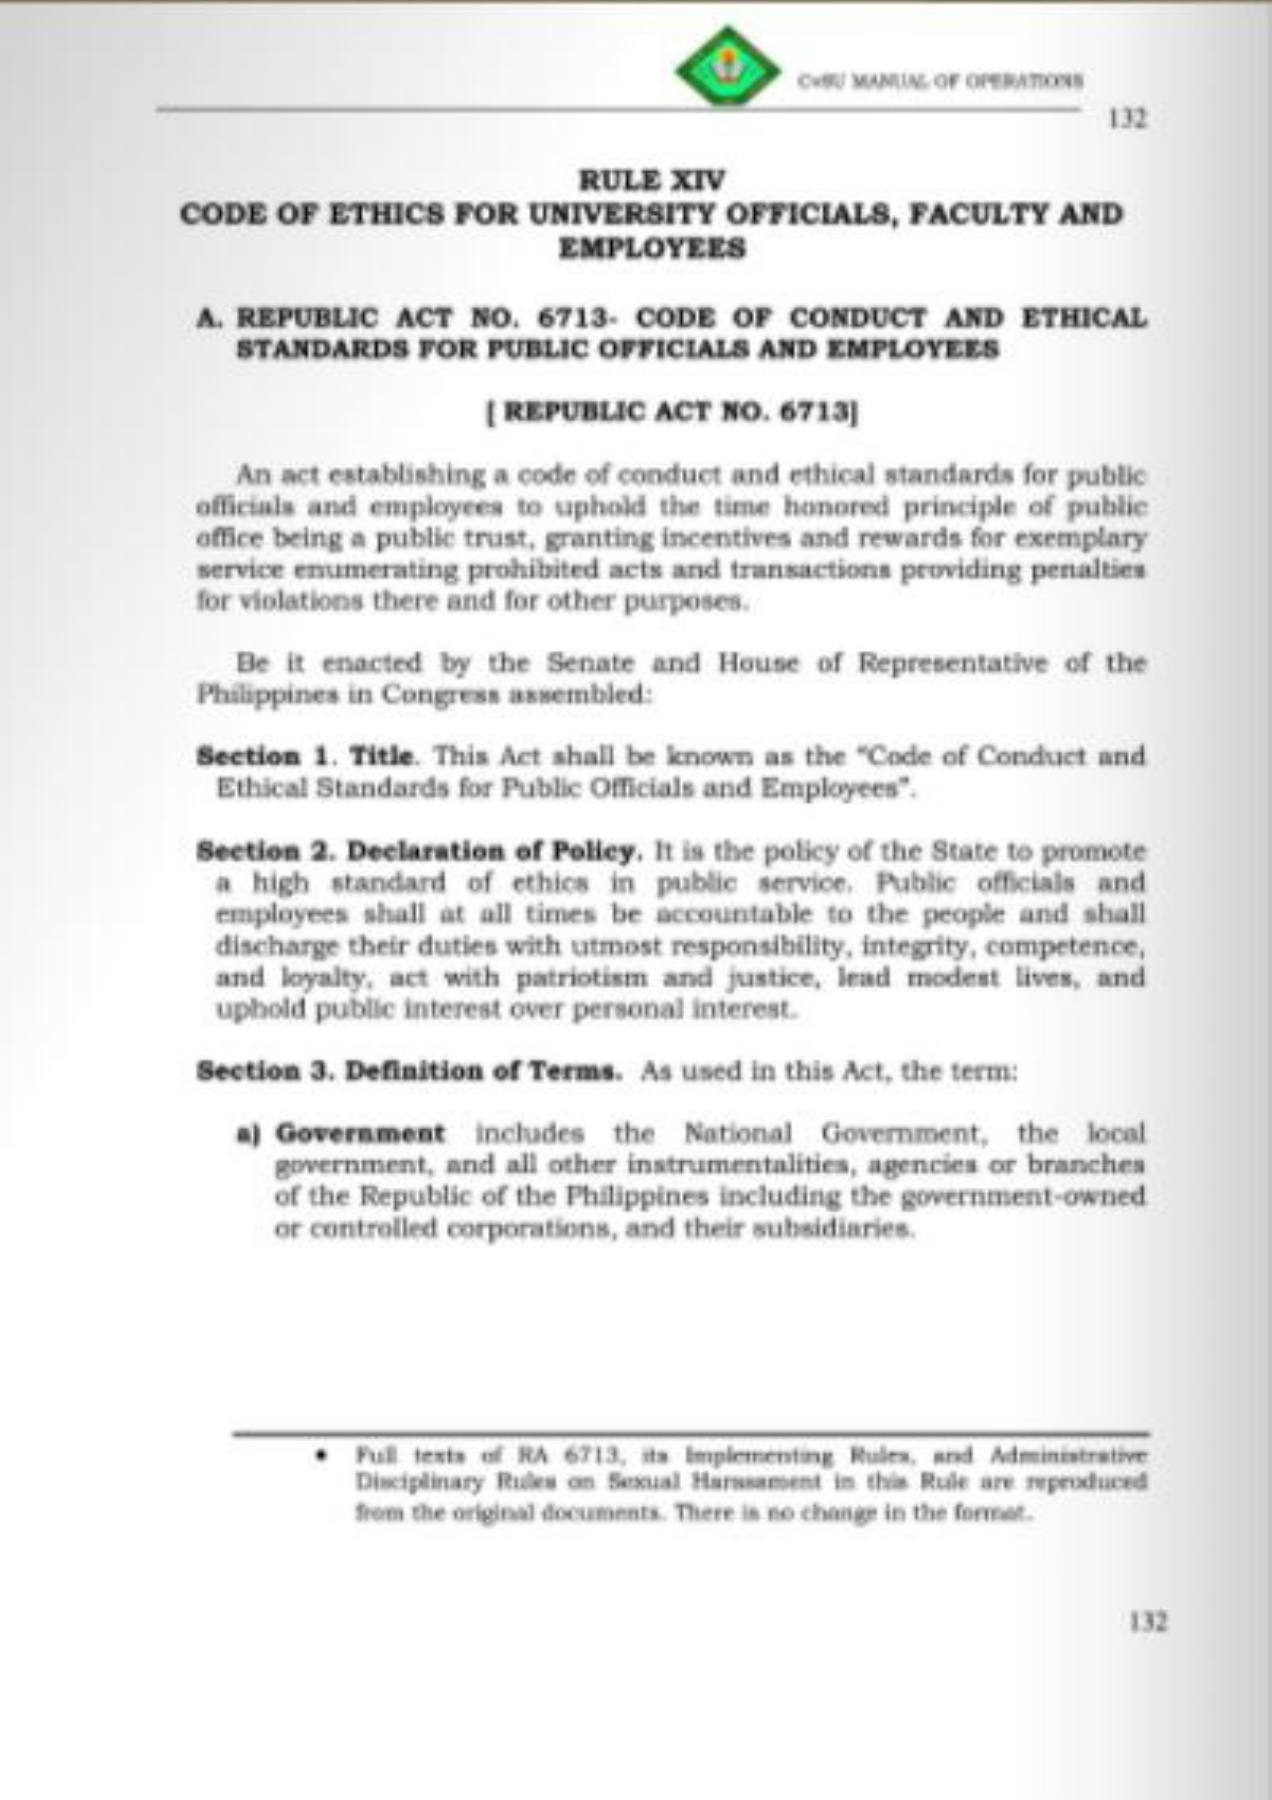 CvSU MANUAL OF OPERATIONS
132
RULE XIV
CODE OF ETHICS FOR UNIVERSITY OFFICIALS, FACULTY AND
EMPLOYEES
A. REPUBLIC ACT NO. 6713- CODE OF CONDUCT AND ETHICAL
STANDARDS FOR PUBLIC OFFICIALS AND EMPLOYEES
[ REPUBLIC ACT NO. 6713]
An act establishing a code of conduct and ethical standards for public
officials and employees to uphold the time honored principle of public
office being a public trust, granting incentives and rewards for exemplary
service enumerating prohibited acts and transactions providing penalties
for violations there and for other purposes.
Be it enacted by the Senate and House of Representative of the
Philippines in Congress assembled:
Section 1. Title. This Act shall be known as the "Code of Conduct and
Ethical Standards for Public Officials and Employees".
Section 2. Declaration of Policy. It is the policy of the State to promote
a high standard of ethics in public service. Public officials and
employees shall at all times be accountable to the people and shall
discharge their duties with utmost responsibility, integrity, competence,
and loyalty, act with patriotism and justice, lead modest lives, and
uphold public interest over personal interest.
Section 3. Definition of Terms. As used in this Act, the term:
a) Government includes the National Government, the local
government, and all other instrumentalities, agencies or branches
of the Republic of the Philippines including the government-owned
or controlled corporations, and their subsidiaries.
• Full texts of RA 6713, its Implementing Rules, and Administrative
Disciplinary Rules on Sexual Harassment in this Rule are reproduced
from the original documents. There is no change in the format.
132